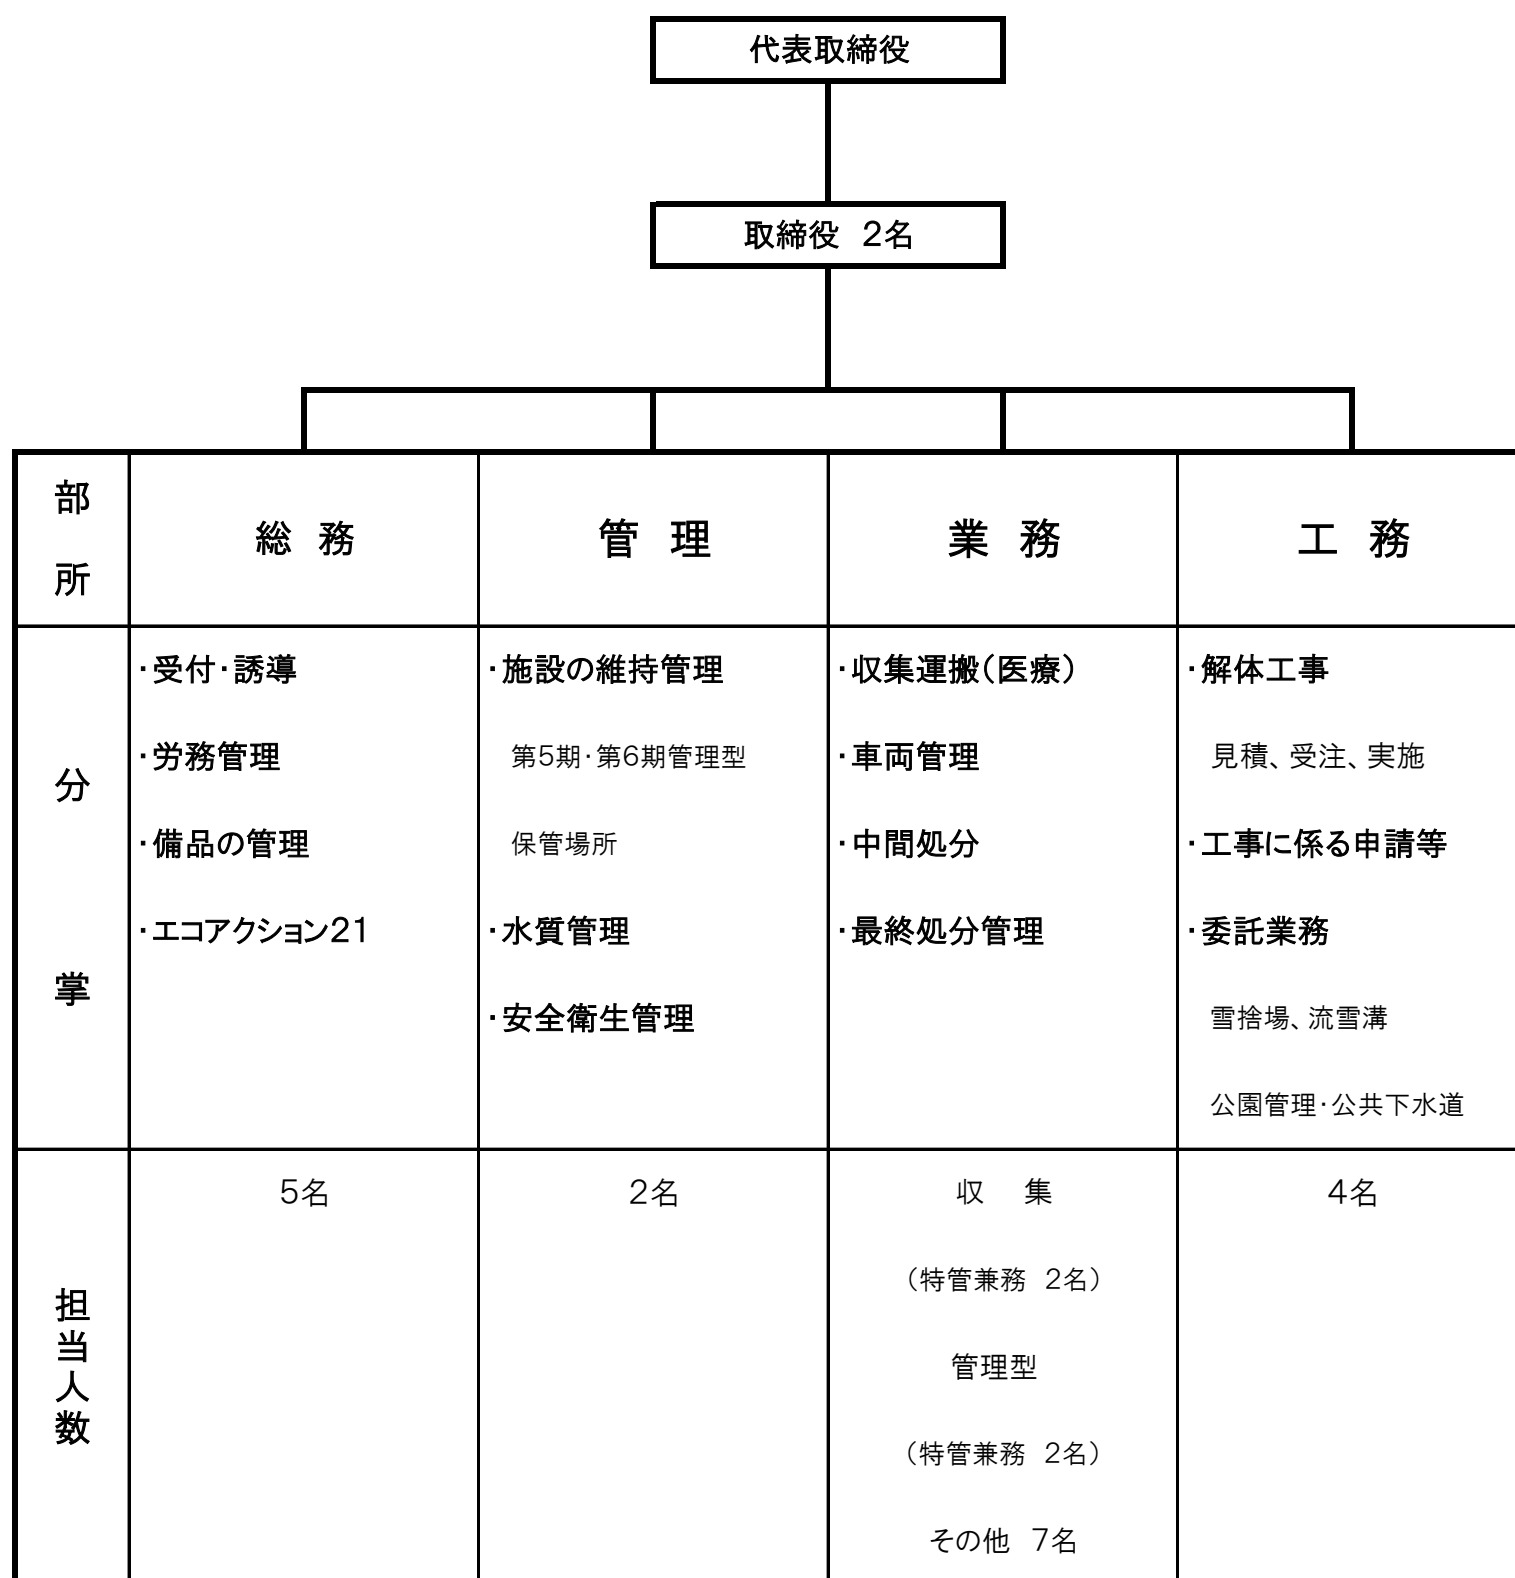 代表取締役
取締役 2名
部所
総 務
管 理
業 務
工 務
分掌
・受付・誘導
・労務管理
・備品の管理
・エコアクション21
・施設の維持管理
第5期・第6期管理型
保管場所
・水質管理
・安全衛生管理
・収集運搬(医療)
・車両管理
・中間処分
・最終処分管理
・解体工事
見積、受注、実施
・工事に係る申請等
・委託業務
雪捨場、流雪溝
公園管理・公共下水道
担当人数
5名
2名
収 集
(特管兼務 2名)
管理型
(特管兼務 2名)
その他 7名
4名